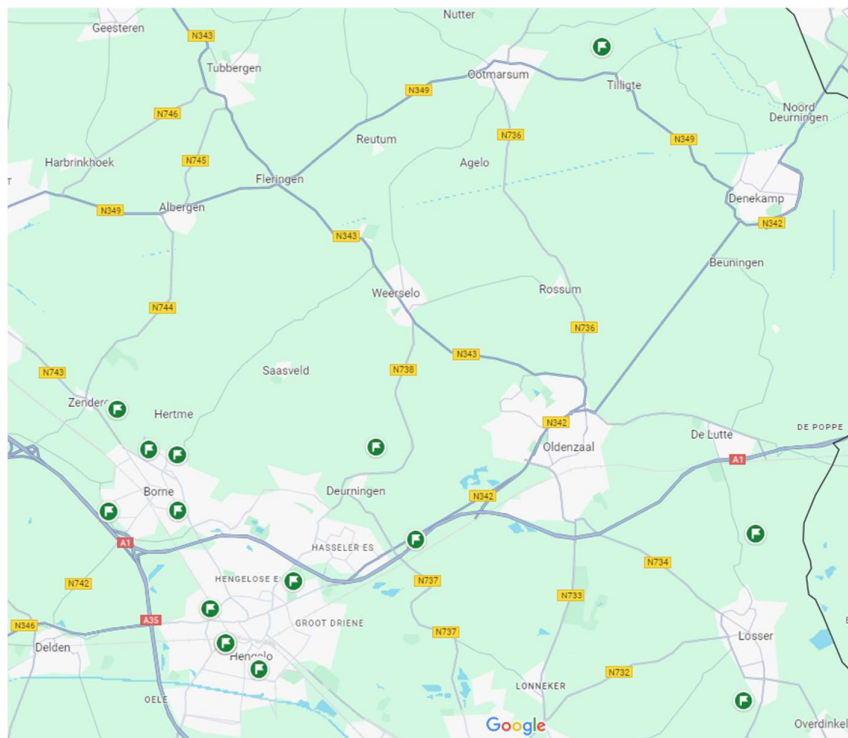 Geesteren
Nutter
N343
Tubbergen
Ootmarsum
Tilligte
N349
Noord
Deurningen
N746
N736
N349
Reutum
Harbrinkhoek
N745
Agelo
T
Fleringen
Denekamp
N349
Albergen
N342
N343
Beuningen
Weerselo
Rossum
N744
N736
N343
N743
N738
Saasveld
Zendere
Hertme
N342
DE POPPE
De Lutte
Oldenzaal
A1
Borne
Deurningen
N342
A1
HASSELER ES
N734
N742
HENGELOSE E
N737
N733
N346
A35
GROOT DRIENE
N737
Losser
Delden
Hengelo
N732
LONNEKER
OELE
Google
Overdinkel